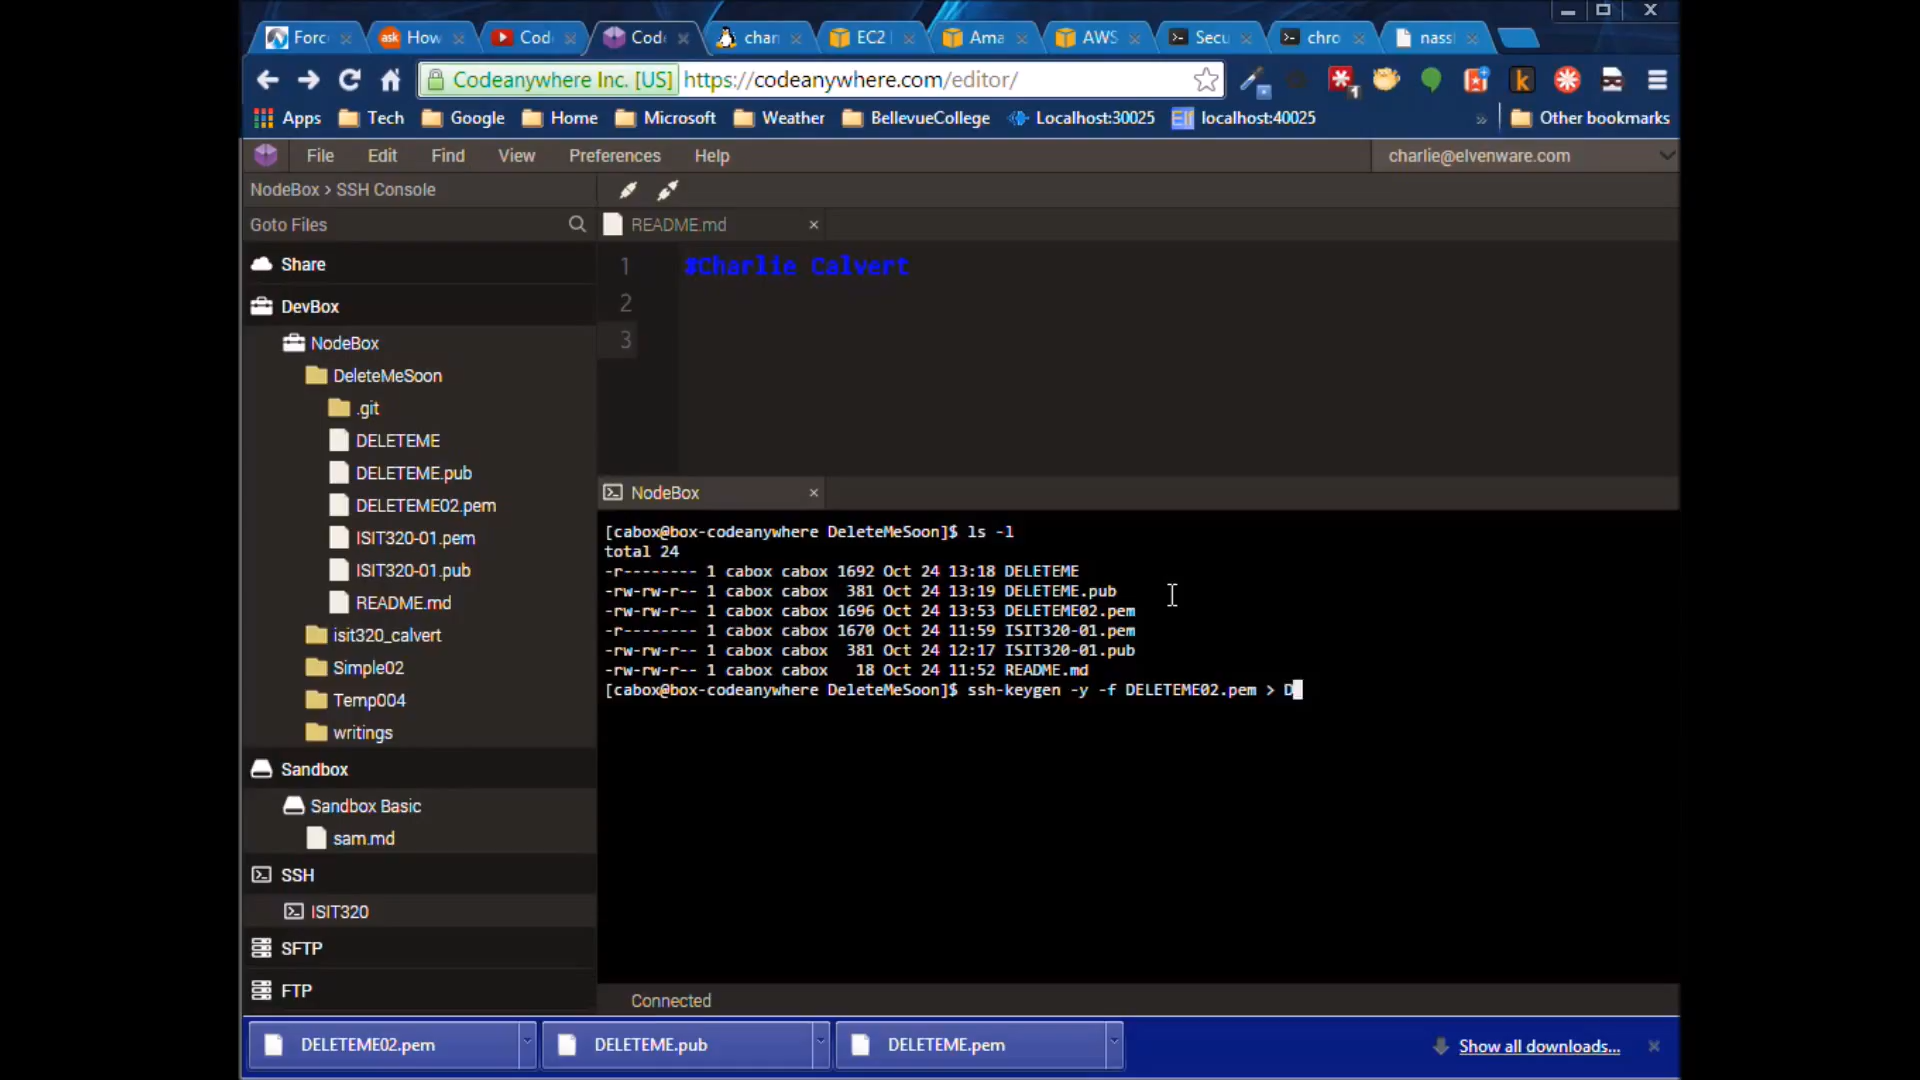 Forc
ask How
Cod
Code
char
EC2
Ama
AWS
Secu
chro
nassl
Codeanywhere Inc. [US] https://codeanywhere.com/editor/
Apps Tech Google Home Microsoft Weather BellevueCollege Localhost:30025 localhost:40025 » Other bookmarks
File Edit Find View Preferences Help charlie@elvenware.com
NodeBox > SSH Console
Goto Files
README.md
1 #Charlie Calvert
2
3
Share
DevBox
NodeBox
DeleteMeSoon
.git
DELETEME
DELETEME.pub
DELETEME02.pem
ISIT320-01.pem
ISIT320-01.pub
README.md
isit320_calvert
Simple02
Temp004
writings
Sandbox
Sandbox Basic
sam.md
SSH
ISIT320
SFTP
FTP
NodeBox
[cabox@box-codeanywhere DeleteMeSoon]$ ls -l
total 24
-r-------- 1 cabox cabox 1692 Oct 24 13:18 DELETEME
-rw-rw-r-- 1 cabox cabox  381 Oct 24 13:19 DELETEME.pub
-rw-rw-r-- 1 cabox cabox 1696 Oct 24 13:53 DELETEME02.pem
-r-------- 1 cabox cabox 1670 Oct 24 11:59 ISIT320-01.pem
-rw-rw-r-- 1 cabox cabox  381 Oct 24 12:17 ISIT320-01.pub
-rw-rw-r-- 1 cabox cabox   18 Oct 24 11:52 README.md
[cabox@box-codeanywhere DeleteMeSoon]$ ssh-keygen -y -f DELETEME02.pem > D
Connected
DELETEME02.pem
DELETEME.pub
DELETEME.pem
Show all downloads...